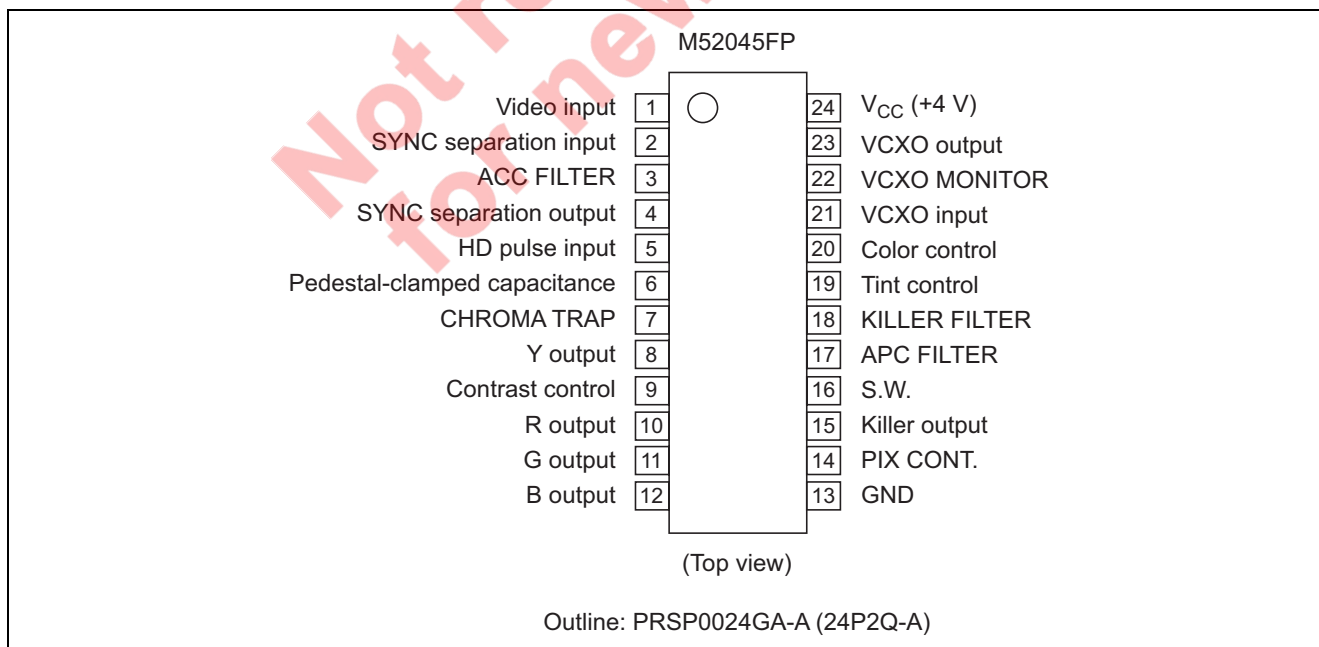 Not r
for new
M52045FP
Video input 1 24 VCC (+4 V)
SYNC separation input 2 23 VCXO output
ACC FILTER 3 22 VCXO MONITOR
SYNC separation output 4 21 VCXO input
HD pulse input 5 20 Color control
Pedestal-clamped capacitance 6 19 Tint control
CHROMA TRAP 7 18 KILLER FILTER
Y output 8 17 APC FILTER
Contrast control 9 16 S.W.
R output 10 15 Killer output
G output 11 14 PIX CONT.
B output 12 13 GND
(Top view)
Outline: PRSP0024GA-A (24P2Q-A)